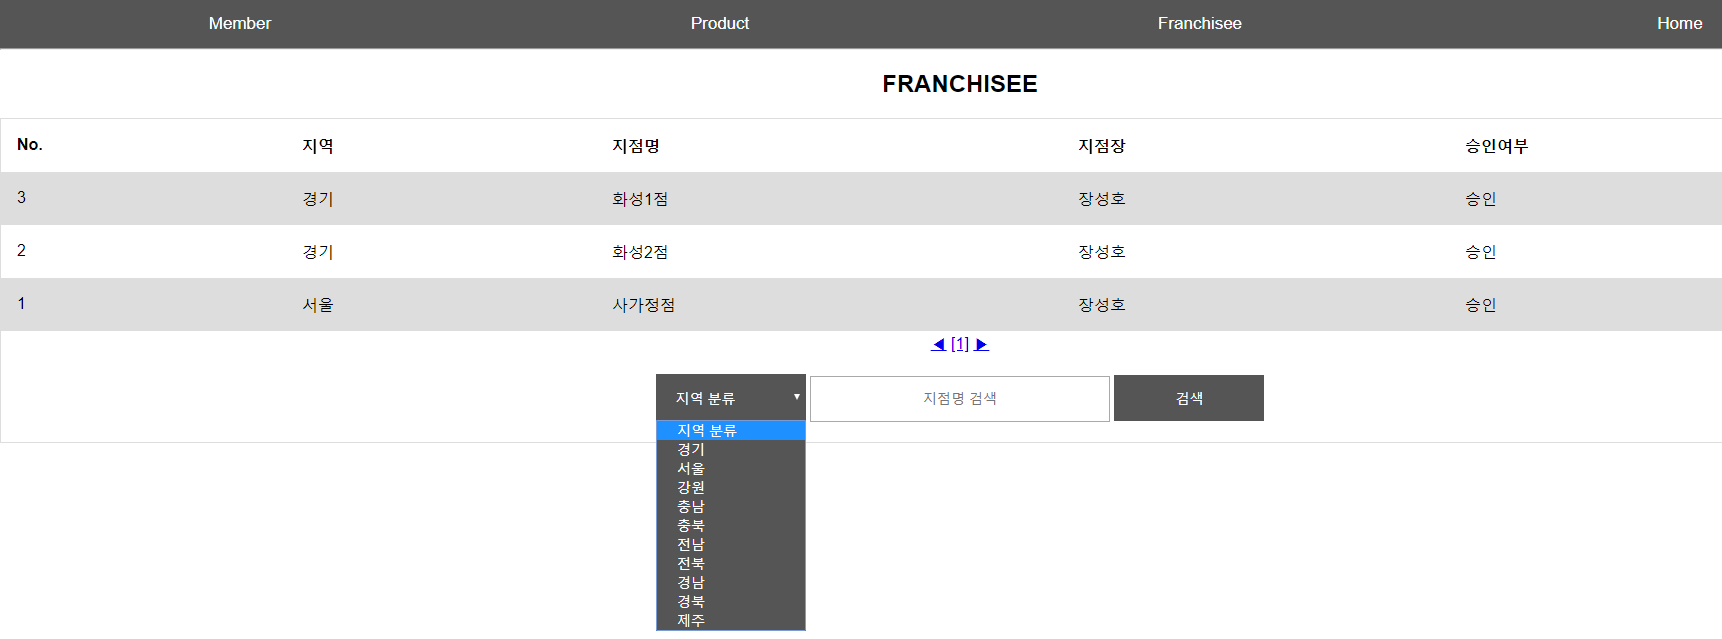 Member Product Franchisee Home
FRANCHISEE
No. 지역 지점명 지점장 승인여부
3 경기 화성1점 장성호 승인
2 경기 화성2점 장성호 승인
1 서울 사가정점 장성호 승인
◀ [1] ▶
지역 분류 ▼ 지점명 검색 검색
지역 분류
경기
서울
강원
충남
충북
전남
전북
경남
경북
제주